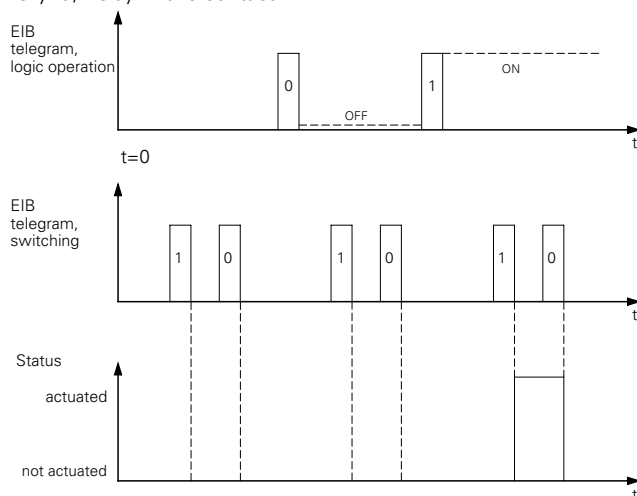 EIB
telegram,
logic operation
0
1
ON
OFF
t
t=0
EIB
telegram,
switching
1
0
1
0
1
0
t
Status
actuated
not actuated
t